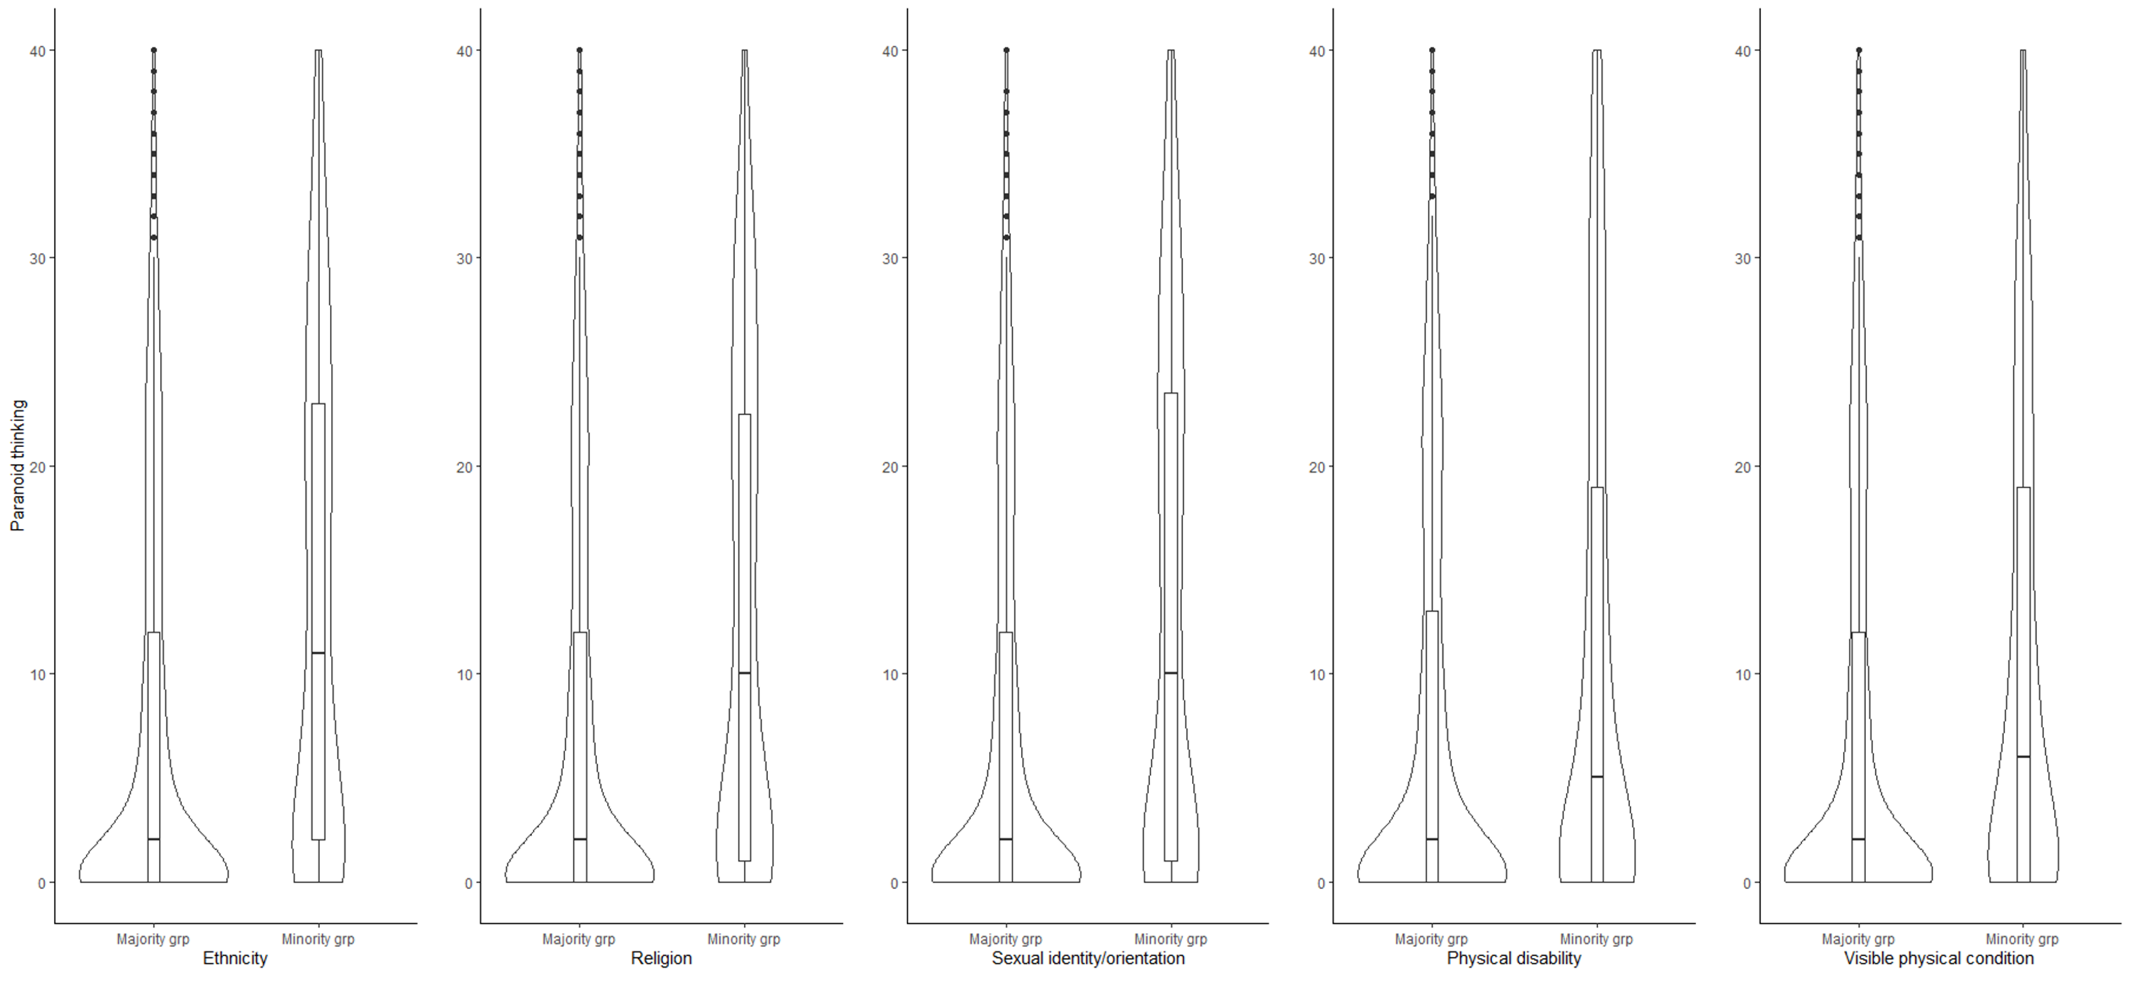 Paranoid thinking
40
30
20
10
0
Majority grp Minority grp
Ethnicity
40
30
20
10
0
Majority grp Minority grp
Religion
40
30
20
10
0
Majority grp Minority grp
Sexual identity/orientation
40
30
20
10
0
Majority grp Minority grp
Physical disability
40
30
20
10
0
Majority grp Minority grp
Visible physical condition